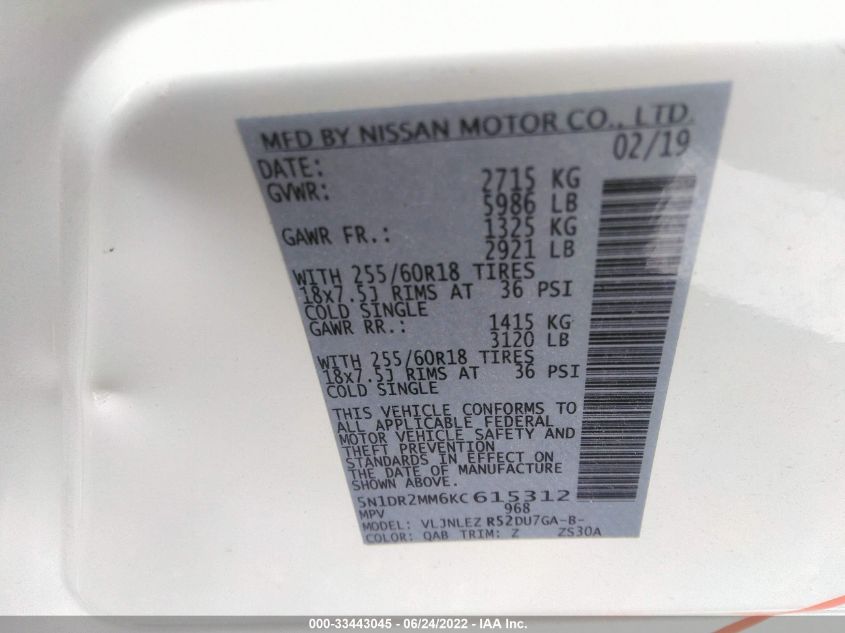 MFD BY NISSAN MOTOR CO., LTD.
DATE: 02/19
GVWR: 2715 KG
5986 LB
GAWR FR.: 1325 KG
2921 LB
WITH 255/60R18 TIRES
18x7.5J RIMS AT 36 PSI
COLD SINGLE
GAWR RR.: 1415 KG
3120 LB
WITH 255/60R18 TIRES
18x7.5J RIMS AT 36 PSI
COLD SINGLE
THIS VEHICLE CONFORMS TO
ALL APPLICABLE FEDERAL
MOTOR VEHICLE SAFETY AND
THEFT PREVENTION
STANDARDS IN EFFECT ON
THE DATE OF MANUFACTURE
SHOWN ABOVE.
5N1DR2MM6KC615312
MPV 968
MODEL: VLJNLEZ R52DU7GA-B-
COLOR: QAB TRIM: Z ZS30A
000-33443045 - 06/24/2022 - IAA Inc.